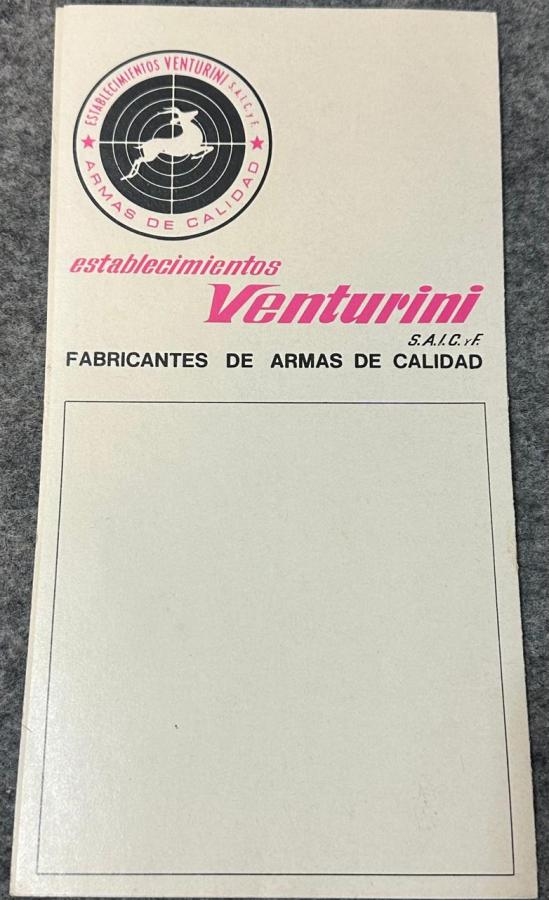 ESTABLECIMIENTOS VENTURINI S.A.I.C. y F.
ARMAS DE CALIDAD
establecimientos
Venturini
S.A.I.C. y F.
FABRICANTES DE ARMAS DE CALIDAD